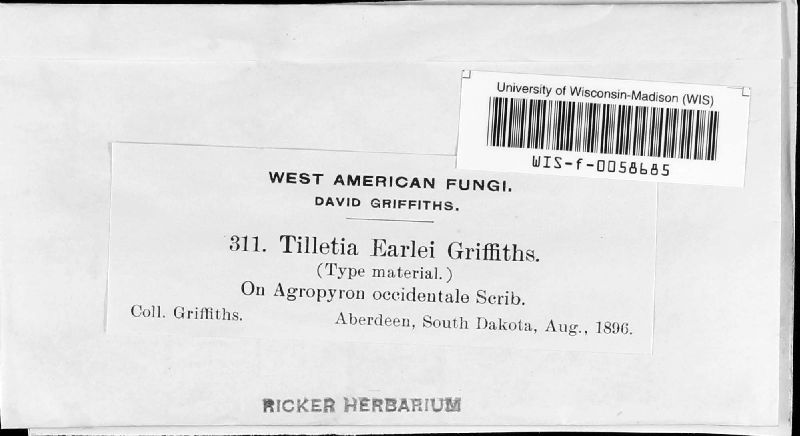 University of Wisconsin-Madison (WIS)
WIS-f-0058685
WEST AMERICAN FUNGI.
DAVID GRIFFITHS.
311. Tilletia Earlei Griffiths.
(Type material.)
On Agropyron occidentale Scrib.
Coll. Griffiths. Aberdeen, South Dakota, Aug., 1896.
RICKER HERBARIUM